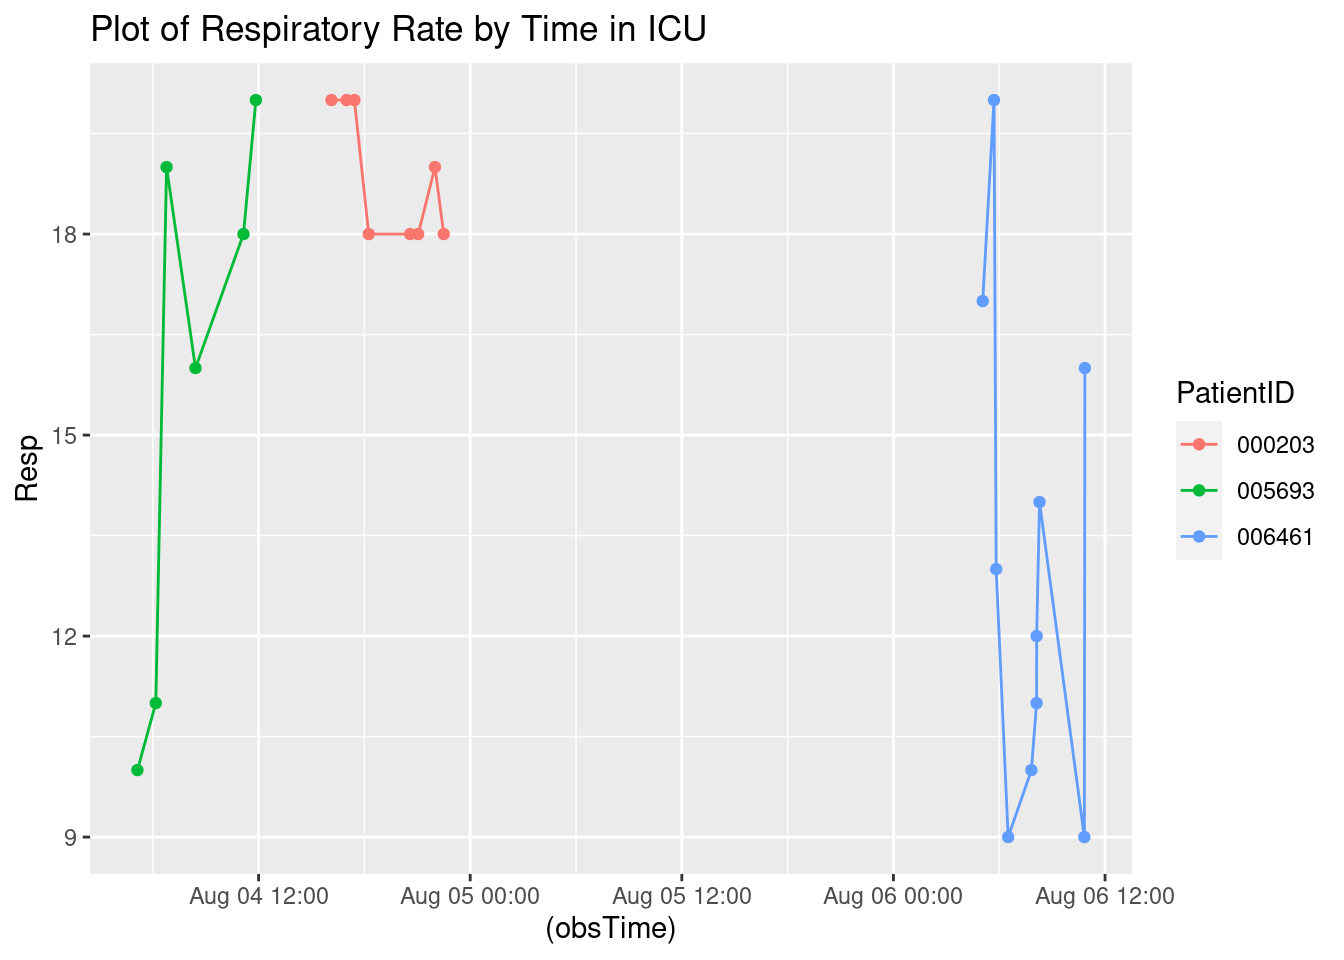 Plot of Respiratory Rate by Time in ICU
Resp
18
15
12
9
Aug 04 12:00
Aug 05 00:00
Aug 05 12:00
Aug 06 00:00
Aug 06 12:00
(obsTime)
PatientID
000203
005693
006461